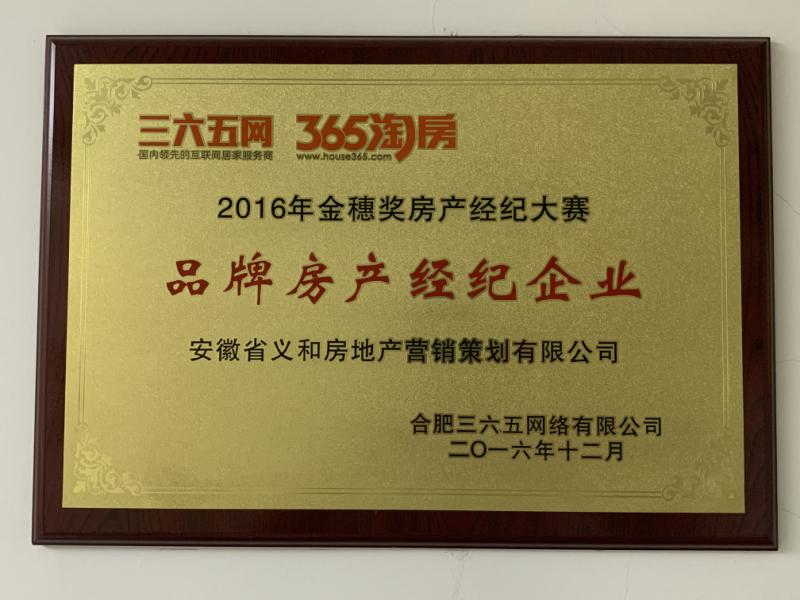 三六五网 365淘房
国内领先的互联网居家服务商 www.house365.com
2016年金穗奖房产经纪大赛
品牌房产经纪企业
安徽省义和房地产营销策划有限公司
合肥三六五网络有限公司
二〇一六年十二月